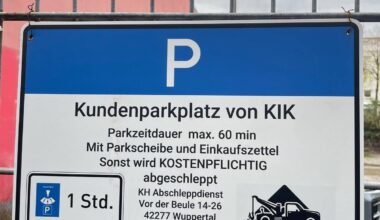 P
Kundenparkplatz von KIK
Parkzeitdauer max. 60 min
Mit Parkscheibe und Einkaufszettel
Sonst wird KOSTENPFLICHTIG
abgeschleppt
KH Abschleppdienst
Vor der Beule 14-26
42277 Wuppertal
1 Std.